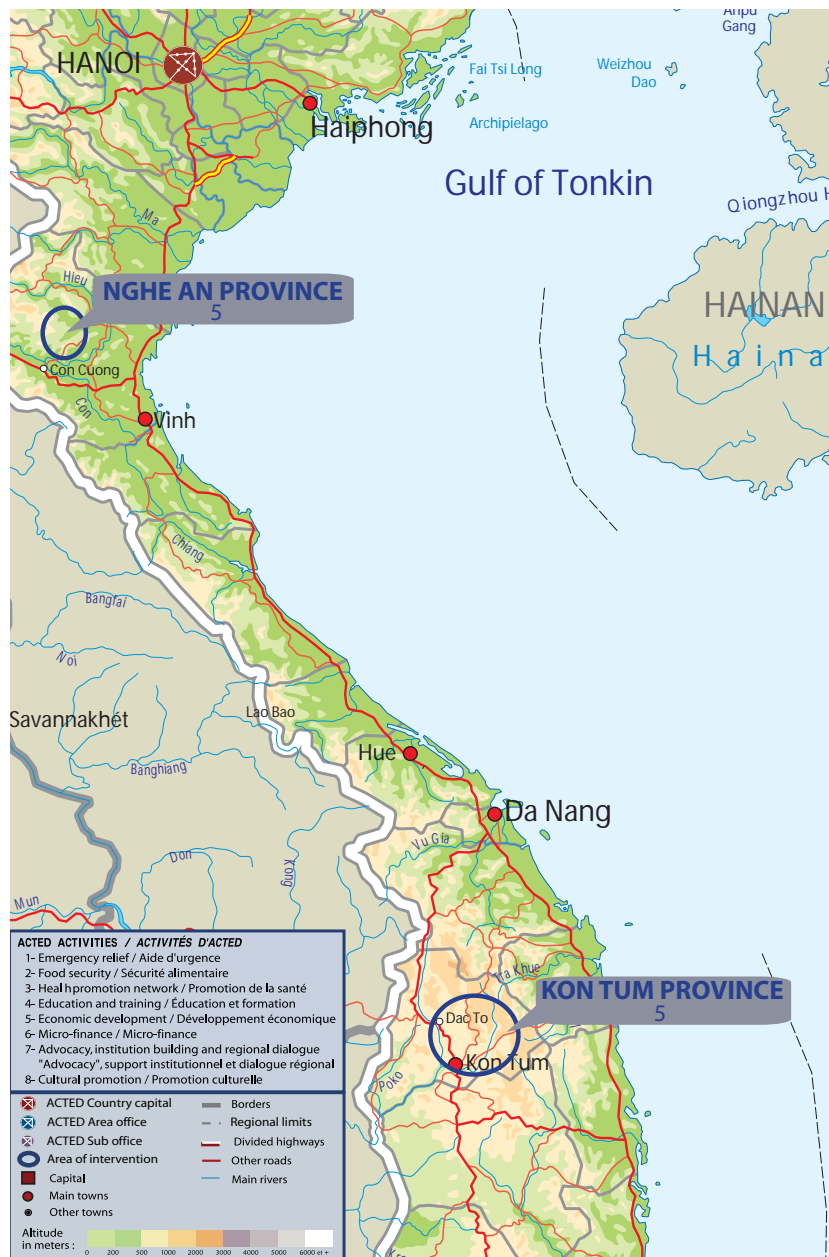 Anpu
Gang
HANOI
Fai Tsi Long
Weizhou
Dao
Haiphong
Archipielago
Gulf of Tonkin
Qiongzhou H
Ma
Hieu
NGHE AN PROVINCE
5
HAINAN
Haina
Con Cuong
Con
Vinh
Chiang
Bangfai
Noi
Savannakhét
Lao Bao
Banghiang
Hue
Da Nang
Vu Gia
Don
Kong
Mun
Tra Khue
KON TUM PROVINCE
5
Dac To
Kon Tum
Poko
ACTED ACTIVITIES / ACTIVITÉS D'ACTED
1- Emergency relief / Aide d'urgence
2- Food security / Sécurité alimentaire
3- Healh promotion network / Promotion de la santé
4- Education and training / Éducation et formation
5- Economic development / Développement économique
6- Micro-finance / Micro-finance
7- Advocacy, institution building and regional dialogue
"Advocacy", support institutionnel et dialogue régional
8- Cultural promotion / Promotion culturelle
ACTED Country capital
ACTED Area office
ACTED Sub office
Area of intervention
Capital
Main towns
Other towns
Borders
Regional limits
Divided highways
Other roads
Main rivers
Altitude
in meters :
0 200 500 1000 2000 3000 4000 5000 6000 et +